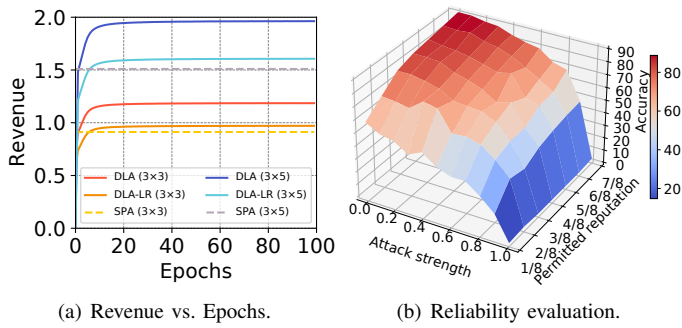 2.0
1.5
1.0
0.5
0.0
Revenue
DLA (3×3)
DLA-LR (3×3)
SPA (3×3)
DLA (3×5)
DLA-LR (3×5)
SPA (3×5)
0 20 40 60 80 100
Epochs
(a) Revenue vs. Epochs.
90
80
70
60
50
40
30
20
10
0
Accuracy
0.0 0.2 0.4 0.6 0.8 1.0
Attack strength
1/8 2/8 3/8 4/8 5/8 6/8 7/8
Permitted reputation
80
60
40
20
(b) Reliability evaluation.